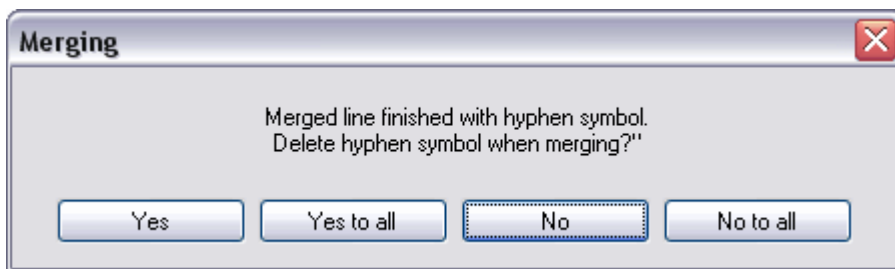 Merging
Merged line finished with hyphen symbol.
Delete hyphen symbol when merging?"
Yes
Yes to all
No
No to all